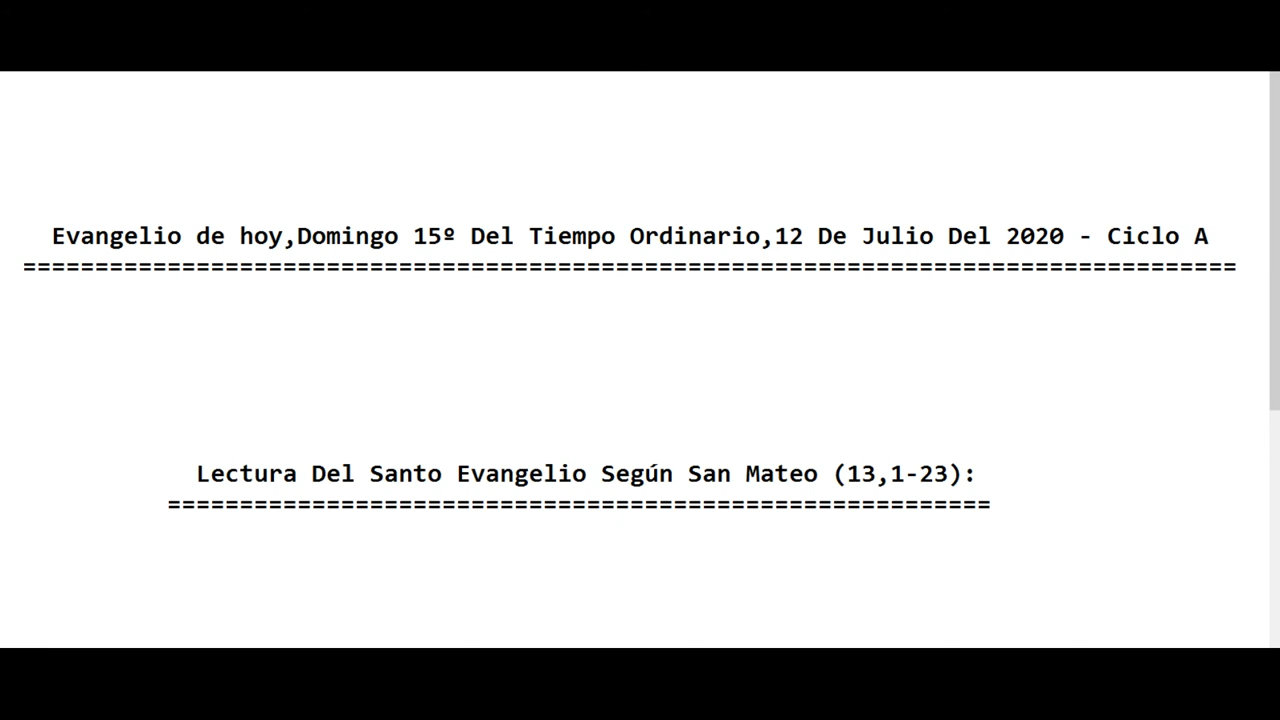 Evangelio de hoy,Domingo 15º Del Tiempo Ordinario,12 De Julio Del 2020 - Ciclo A
====================================================================================
Lectura Del Santo Evangelio Según San Mateo (13,1-23):
=========================================================